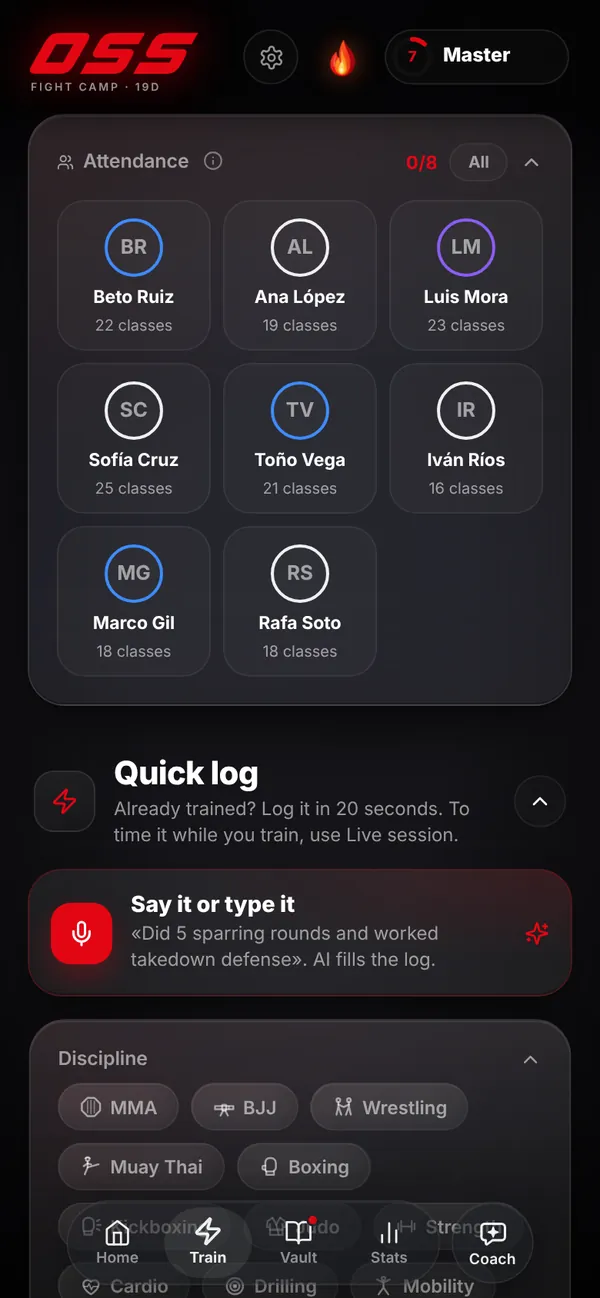 OSS
FIGHT CAMP · 19D
7 Master
Attendance 0/8 All
BR AL LM
Beto Ruiz Ana López Luis Mora
22 classes 19 classes 23 classes
SC TV IR
Sofía Cruz Toño Vega Iván Ríos
25 classes 21 classes 16 classes
MG RS
Marco Gil Rafa Soto
18 classes 18 classes
Quick log
Already trained? Log it in 20 seconds. To
time it while you train, use Live session.
Say it or type it
«Did 5 sparring rounds and worked
takedown defense». AI fills the log.
Discipline
MMA BJJ Wrestling
Muay Thai Boxing
Home Train Vault Stats Coach
Cardio Drilling Mobility